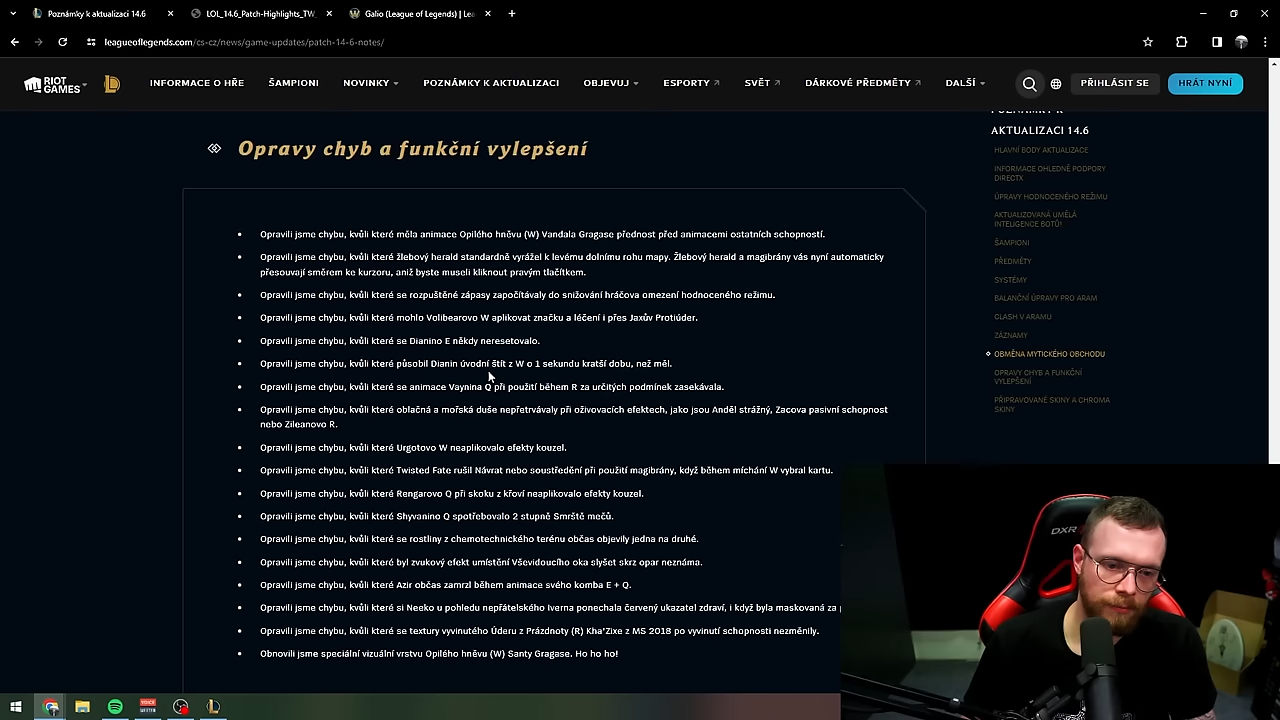 Poznámky k aktualizaci 14.6
LOL_14.6_Patch-Highlights_TW_
Galio (League of Legends) | Lea
leagueoflegends.com/cs-cz/news/game-updates/patch-14-6-notes/
RIOT GAMES
INFORMACE O HŘE
ŠAMPIONI
NOVINKY
POZNÁMKY K AKTUALIZACI
OBJEVUJ
ESPORTY
SVĚT
DÁRKOVÉ PŘEDMĚTY
DALŠÍ
PŘIHLÁSIT SE
HRÁT NYNÍ
Opravy chyb a funkční vylepšení
Opravili jsme chybu, kvůli které měla animace Opilého hněvu (W) Vandala Gragase přednost před animacemi ostatních schopností.
Opravili jsme chybu, kvůli které žlebový herald standardně vyrážel k levému dolnímu rohu mapy. Žlebový herald a magibrány vás nyní automaticky
přesouvají směrem ke kurzoru, aniž byste museli kliknout pravým tlačítkem.
Opravili jsme chybu, kvůli které se rozpuštěné zápasy započítávaly do snižování hráčova omezení hodnoceného režimu.
Opravili jsme chybu, kvůli které mohlo Volibearovo W aplikovat značku a léčení i přes Jaxův Protiúder.
Opravili jsme chybu, kvůli které se Dianino E někdy neresetovalo.
Opravili jsme chybu, kvůli které působil Dianin úvodní štít z W o 1 sekundu kratší dobu, než měl.
Opravili jsme chybu, kvůli které se animace Vaynina Q při použití během R za určitých podmínek zasekávala.
Opravili jsme chybu, kvůli které oblačná a mořská duše nepřetrvávaly při oživovacích efektech, jako jsou Anděl strážný, Zacova pasivní schopnost
nebo Zileanovo R.
Opravili jsme chybu, kvůli které Urgotovo W neaplikovalo efekty kouzel.
Opravili jsme chybu, kvůli které Twisted Fate rušil Návrat nebo soustředění při použití magibrány, když během míchání W vybral kartu.
Opravili jsme chybu, kvůli které Rengarovo Q při skoku z křoví neaplikovalo efekty kouzel.
Opravili jsme chybu, kvůli které Shyvanino Q spotřebovalo 2 stupně Smrště mečů.
Opravili jsme chybu, kvůli které se rostliny z chemotechnického terénu občas objevily jedna na druhé.
Opravili jsme chybu, kvůli které byl zvukový efekt umístění Vševidoucího oka slyšet skrz opar neznáma.
Opravili jsme chybu, kvůli které Azir občas zamrzl během animace svého komba E + Q.
Opravili jsme chybu, kvůli které si Neeko u pohledu nepřátelského Iverna ponechala červený ukazatel zdraví, i když byla maskovaná za
Opravili jsme chybu, kvůli které se textury vyvinutého Úderu z Prázdnoty (R) Kha'Zixe z MS 2018 po vyvinutí schopnosti nezměnily.
Obnovili jsme speciální vizuální vrstvu Opilého hněvu (W) Santy Gragase. Ho ho ho!
AKTUALIZACI 14.6
HLAVNÍ BODY AKTUALIZACE
INFORMACE OHLEDNĚ PODPORY
DIRECTX
ÚPRAVY HODNOCENÉHO REŽIMU
AKTUALIZOVANÁ UMĚLÁ
INTELIGENCE BOTŮ!
ŠAMPIONI
PŘEDMĚTY
SYSTÉMY
BALANČNÍ ÚPRAVY PRO ARAM
CLASH V ARAMU
ZÁZNAMY
OBMĚNA MYTICKÉHO OBCHODU
OPRAVY CHYB A FUNKČNÍ
VYLEPŠENÍ
PŘIPRAVOVANÉ SKINY A CHROMA
SKINY
DXR